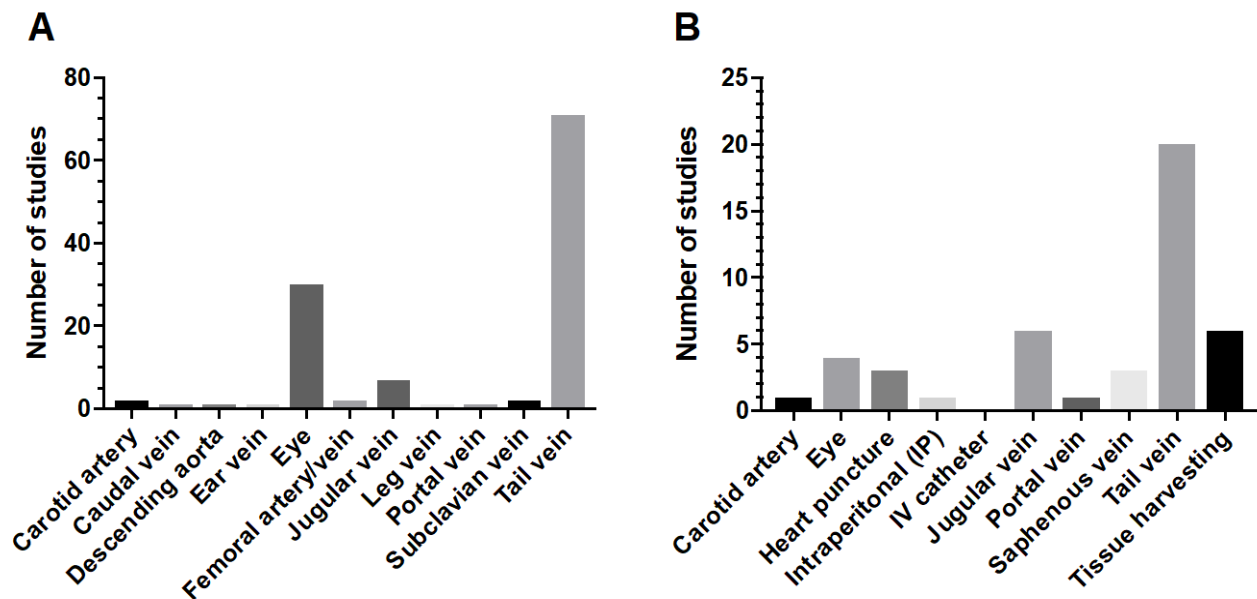 A
Number of studies
80
60
40
20
0
Carotid artery
Caudal vein
Descending aorta
Ear vein
Eye
Femoral artery/vein
Jugular vein
Leg vein
Portal vein
Subclavian vein
Tail vein
B
Number of studies
25
20
15
10
5
0
Carotid artery
Eye
Heart puncture
Intraperitonal (IP)
IV catheter
Jugular vein
Portal vein
Saphenous vein
Tail vein
Tissue harvesting